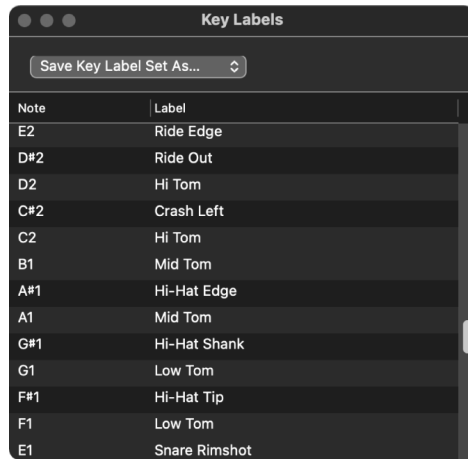 Key Labels
Save Key Label Set As...
Note Label
E2 Ride Edge
D#2 Ride Out
D2 Hi Tom
C#2 Crash Left
C2 Hi Tom
B1 Mid Tom
A#1 Hi-Hat Edge
A1 Mid Tom
G#1 Hi-Hat Shank
G1 Low Tom
F#1 Hi-Hat Tip
F1 Low Tom
E1 Snare Rimshot